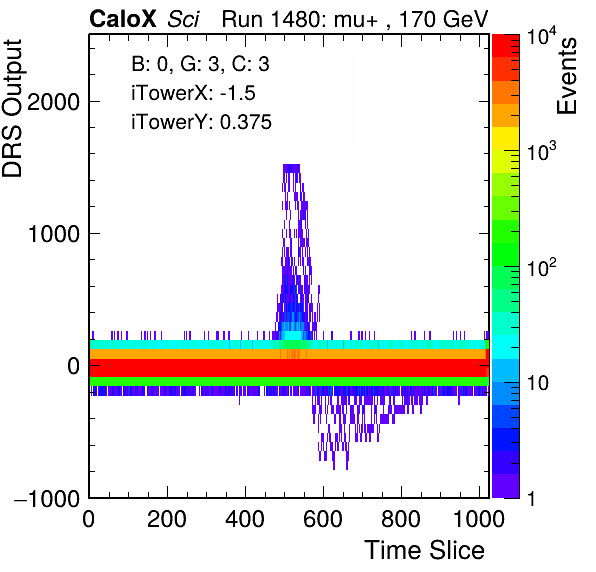 CaloX Sci Run 1480: mu+ , 170 GeV
B: 0, G: 3, C: 3
iTowerX: -1.5
iTowerY: 0.375
DRS Output
2000
1000
0
−1000
0 200 400 600 800 1000
Time Slice
Events
10^4
10^3
10^2
10
1